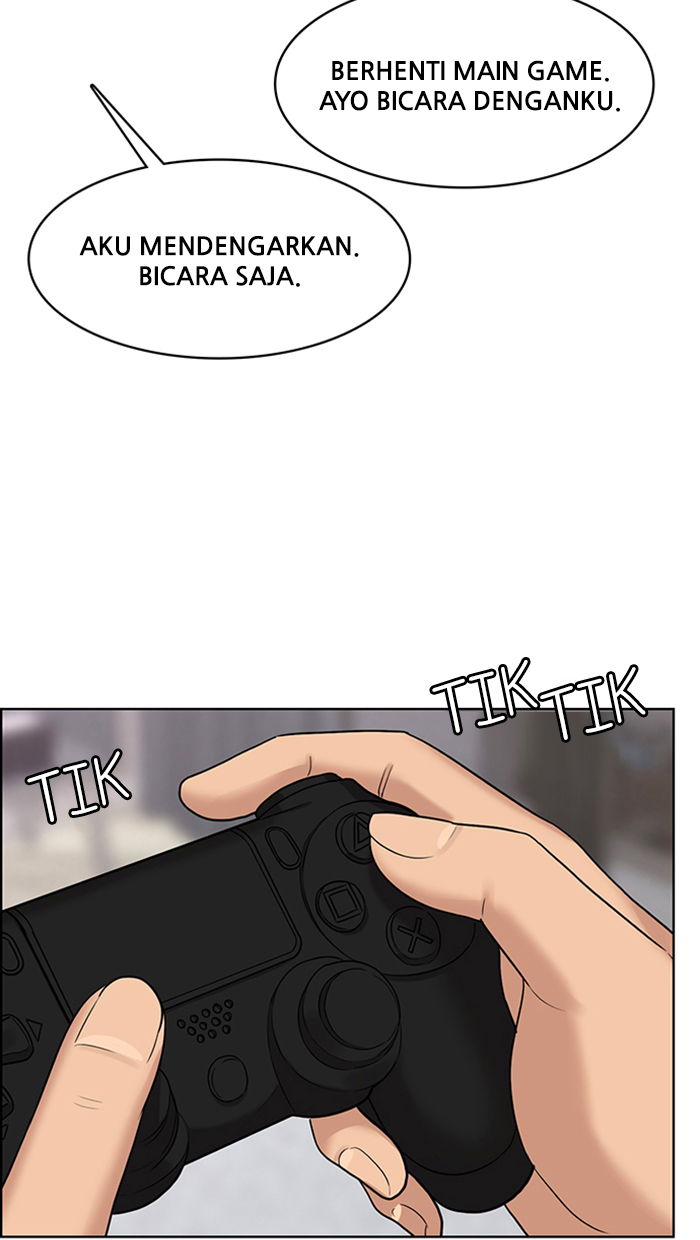 BERHENTI MAIN GAME.
AYO BICARA DENGANKU.
AKU MENDENGARKAN.
BICARA SAJA.
TIK
TIK
TIK